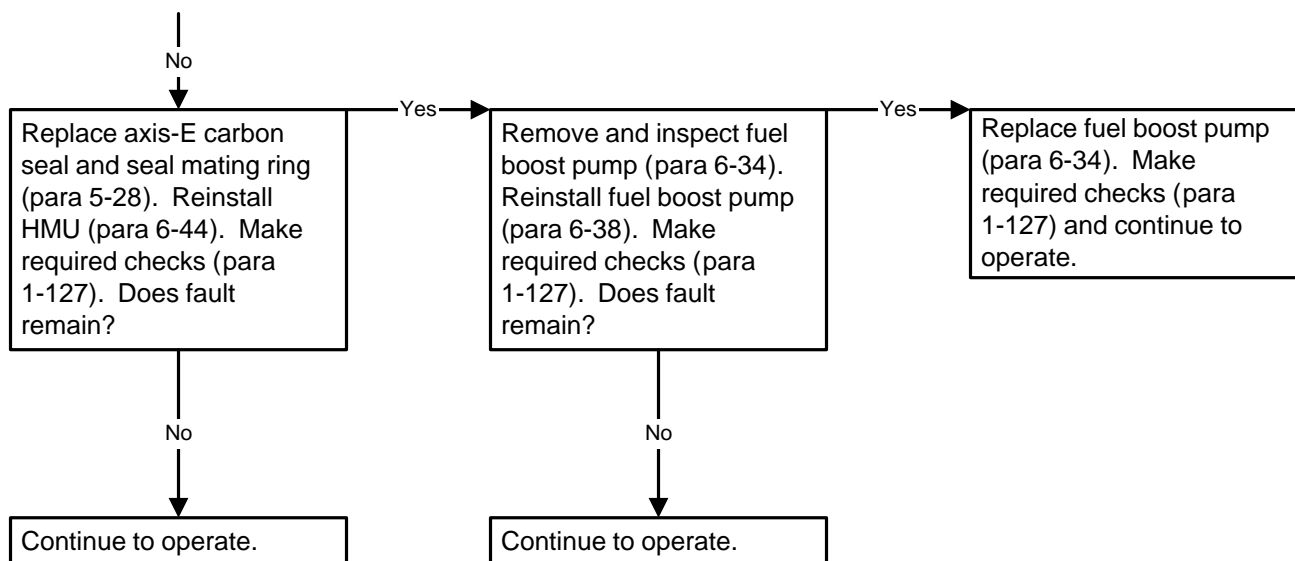 No
Replace axis-E carbon
seal and seal mating ring
(para 5-28). Reinstall
HMU (para 6-44). Make
required checks (para
1-127). Does fault
remain?
Yes
Remove and inspect fuel
boost pump (para 6-34).
Reinstall fuel boost pump
(para 6-38). Make
required checks (para
1-127). Does fault
remain?
Yes
Replace fuel boost pump
(para 6-34). Make
required checks (para
1-127) and continue to
operate.
No
No
Continue to operate.
Continue to operate.